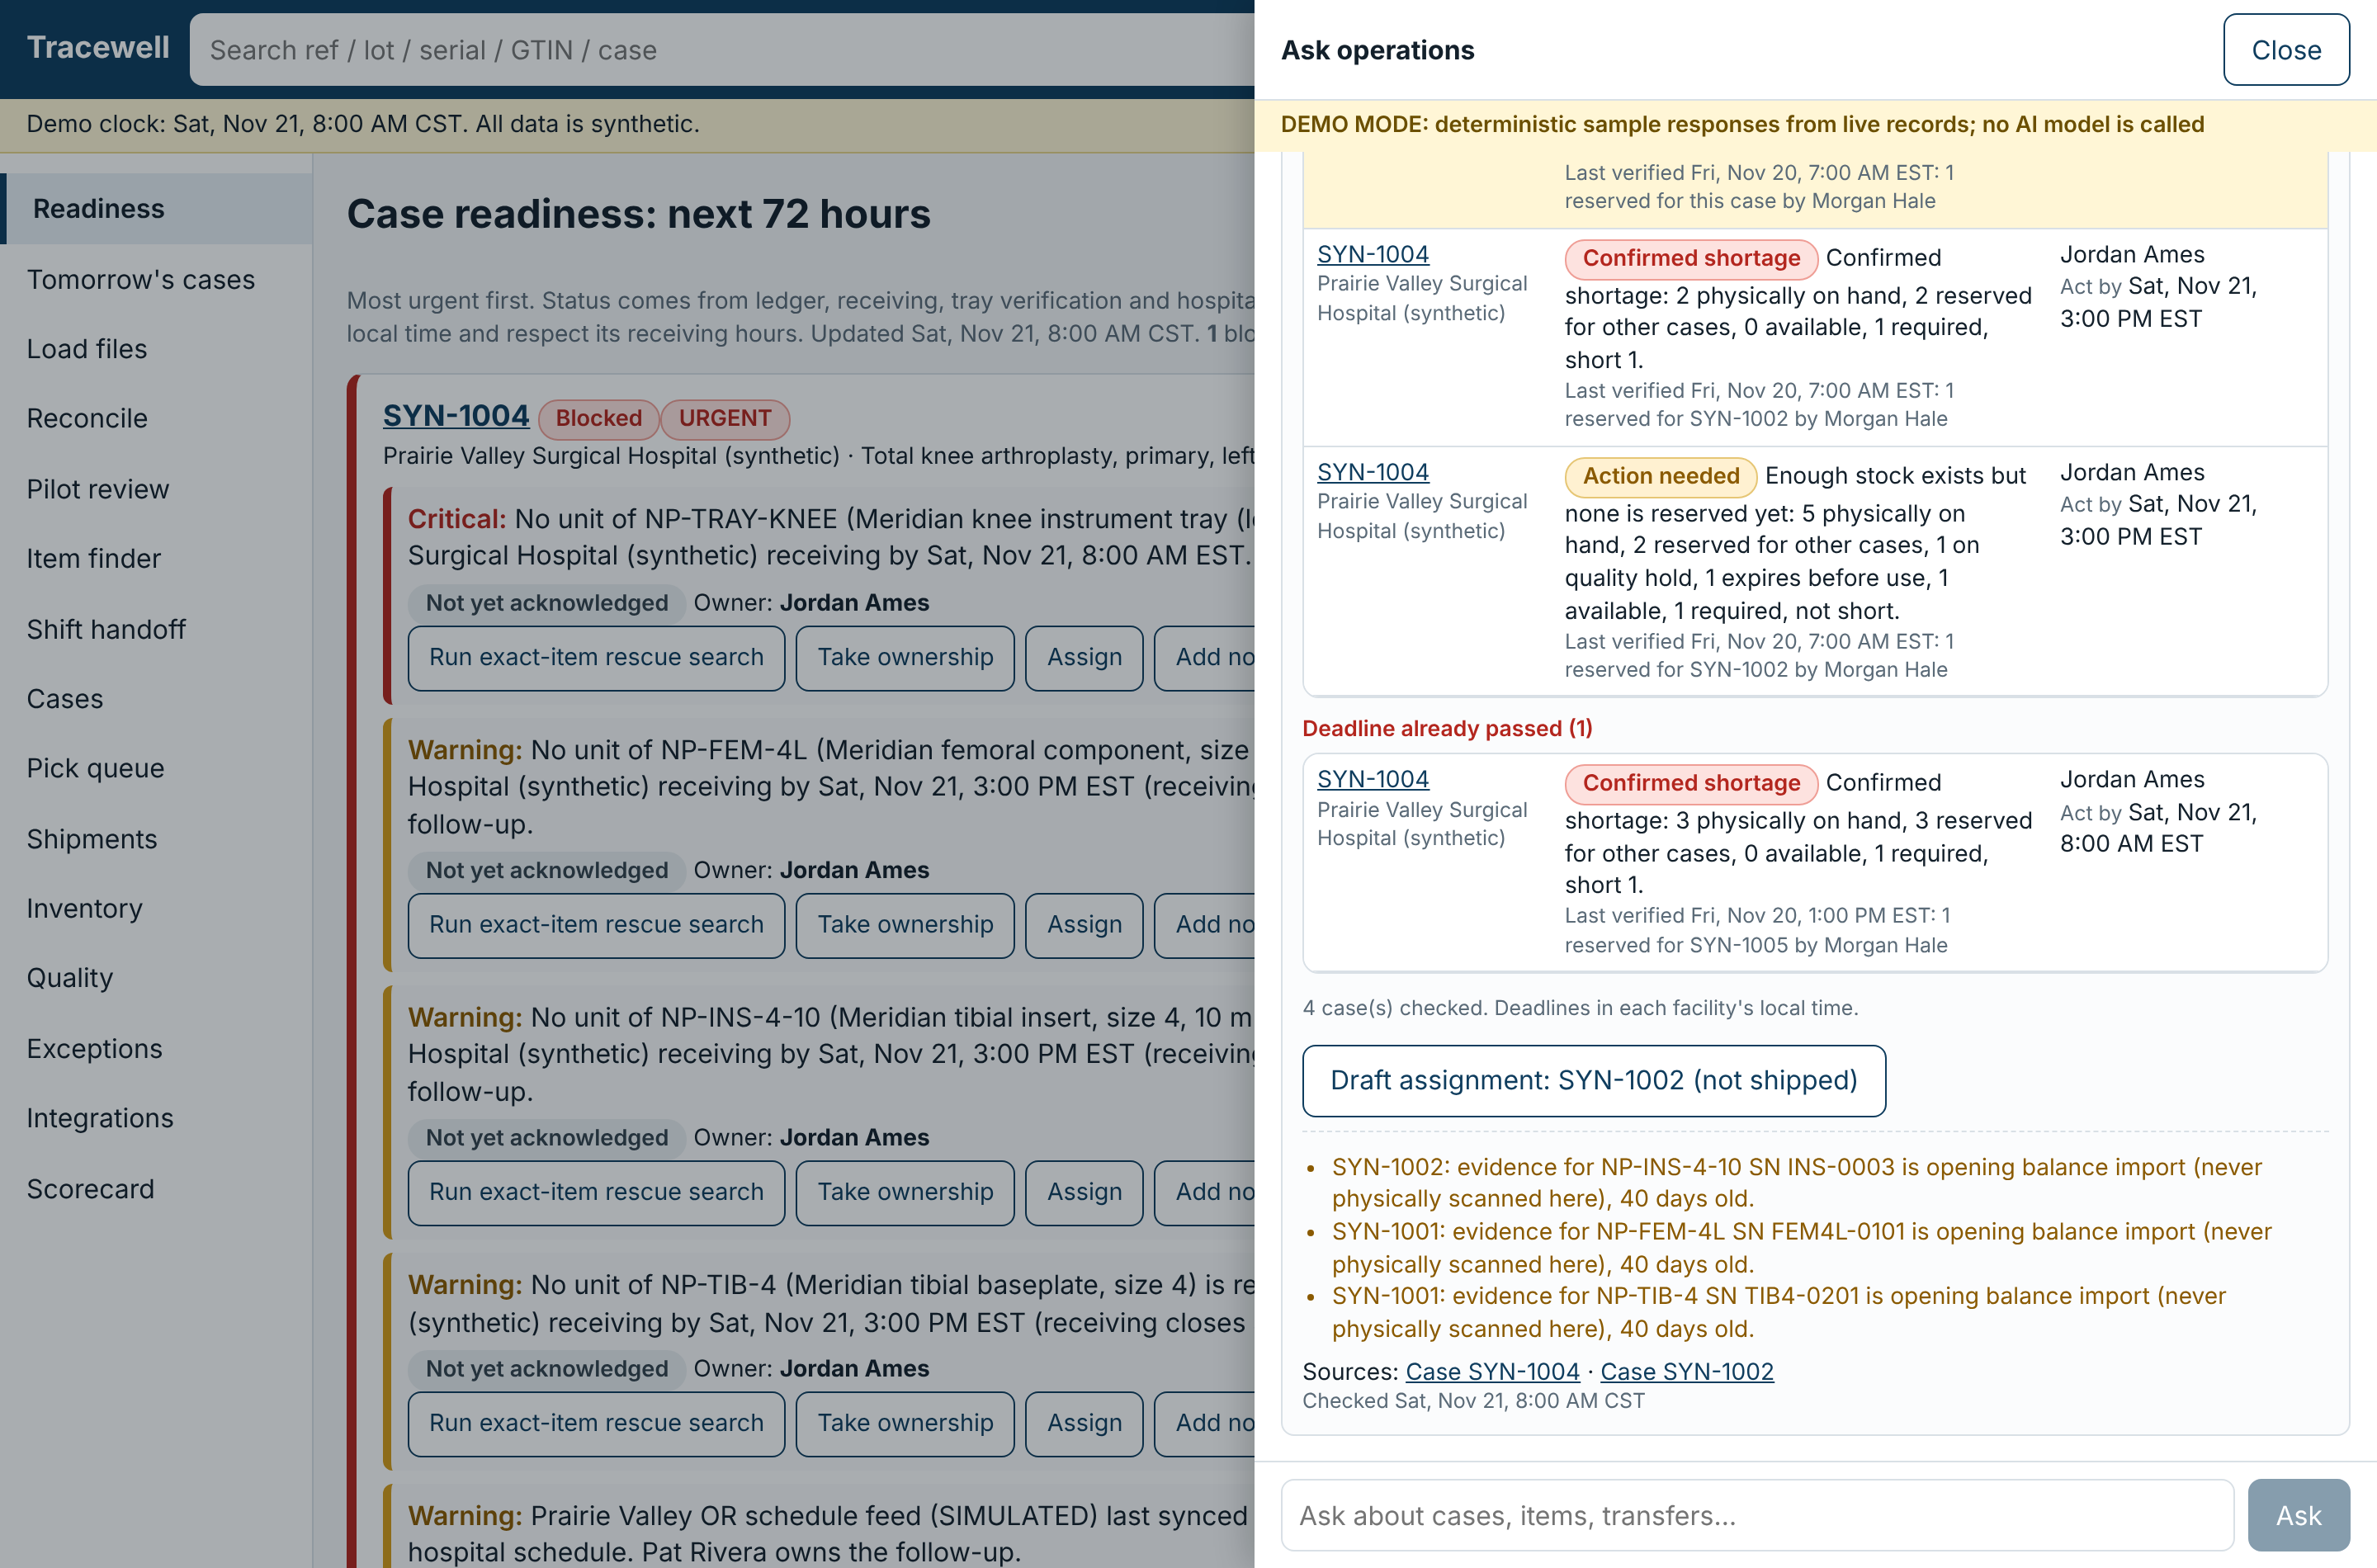 Tracewell
Search ref / lot / serial / GTIN / case
Demo clock: Sat, Nov 21, 8:00 AM CST. All data is synthetic.
Readiness
Tomorrow's cases
Load files
Reconcile
Pilot review
Item finder
Shift handoff
Cases
Pick queue
Shipments
Inventory
Quality
Exceptions
Integrations
Scorecard
Case readiness: next 72 hours
Most urgent first. Status comes from ledger, receiving, tray verification and hospita
local time and respect its receiving hours. Updated Sat, Nov 21, 8:00 AM CST. 1 blo
SYN-1004 Blocked URGENT
Prairie Valley Surgical Hospital (synthetic) · Total knee arthroplasty, primary, left
Critical: No unit of NP-TRAY-KNEE (Meridian knee instrument tray (l
Surgical Hospital (synthetic) receiving by Sat, Nov 21, 8:00 AM EST.
Not yet acknowledged Owner: Jordan Ames
Run exact-item rescue search Take ownership Assign Add no
Warning: No unit of NP-FEM-4L (Meridian femoral component, size
Hospital (synthetic) receiving by Sat, Nov 21, 3:00 PM EST (receiving
follow-up.
Not yet acknowledged Owner: Jordan Ames
Run exact-item rescue search Take ownership Assign Add no
Warning: No unit of NP-INS-4-10 (Meridian tibial insert, size 4, 10 m
Hospital (synthetic) receiving by Sat, Nov 21, 3:00 PM EST (receiving
follow-up.
Not yet acknowledged Owner: Jordan Ames
Run exact-item rescue search Take ownership Assign Add no
Warning: No unit of NP-TIB-4 (Meridian tibial baseplate, size 4) is re
(synthetic) receiving by Sat, Nov 21, 3:00 PM EST (receiving closes
Not yet acknowledged Owner: Jordan Ames
Run exact-item rescue search Take ownership Assign Add no
Warning: Prairie Valley OR schedule feed (SIMULATED) last synced
hospital schedule. Pat Rivera owns the follow-up.
Ask operations
Close
DEMO MODE: deterministic sample responses from live records; no AI model is called
Last verified Fri, Nov 20, 7:00 AM EST: 1
reserved for this case by Morgan Hale
SYN-1004
Prairie Valley Surgical
Hospital (synthetic)
Confirmed shortage Confirmed
shortage: 2 physically on hand, 2 reserved
for other cases, 0 available, 1 required,
short 1.
Last verified Fri, Nov 20, 7:00 AM EST: 1
reserved for SYN-1002 by Morgan Hale
Jordan Ames
Act by Sat, Nov 21,
3:00 PM EST
SYN-1004
Prairie Valley Surgical
Hospital (synthetic)
Action needed Enough stock exists but
none is reserved yet: 5 physically on
hand, 2 reserved for other cases, 1 on
quality hold, 1 expires before use, 1
available, 1 required, not short.
Last verified Fri, Nov 20, 7:00 AM EST: 1
reserved for SYN-1002 by Morgan Hale
Jordan Ames
Act by Sat, Nov 21,
3:00 PM EST
Deadline already passed (1)
SYN-1004
Prairie Valley Surgical
Hospital (synthetic)
Confirmed shortage Confirmed
shortage: 3 physically on hand, 3 reserved
for other cases, 0 available, 1 required,
short 1.
Last verified Fri, Nov 20, 1:00 PM EST: 1
reserved for SYN-1005 by Morgan Hale
Jordan Ames
Act by Sat, Nov 21,
8:00 AM EST
4 case(s) checked. Deadlines in each facility's local time.
Draft assignment: SYN-1002 (not shipped)
• SYN-1002: evidence for NP-INS-4-10 SN INS-0003 is opening balance import (never
physically scanned here), 40 days old.
• SYN-1001: evidence for NP-FEM-4L SN FEM4L-0101 is opening balance import (never
physically scanned here), 40 days old.
• SYN-1001: evidence for NP-TIB-4 SN TIB4-0201 is opening balance import (never
physically scanned here), 40 days old.
Sources: Case SYN-1004 · Case SYN-1002
Checked Sat, Nov 21, 8:00 AM CST
Ask about cases, items, transfers...
Ask